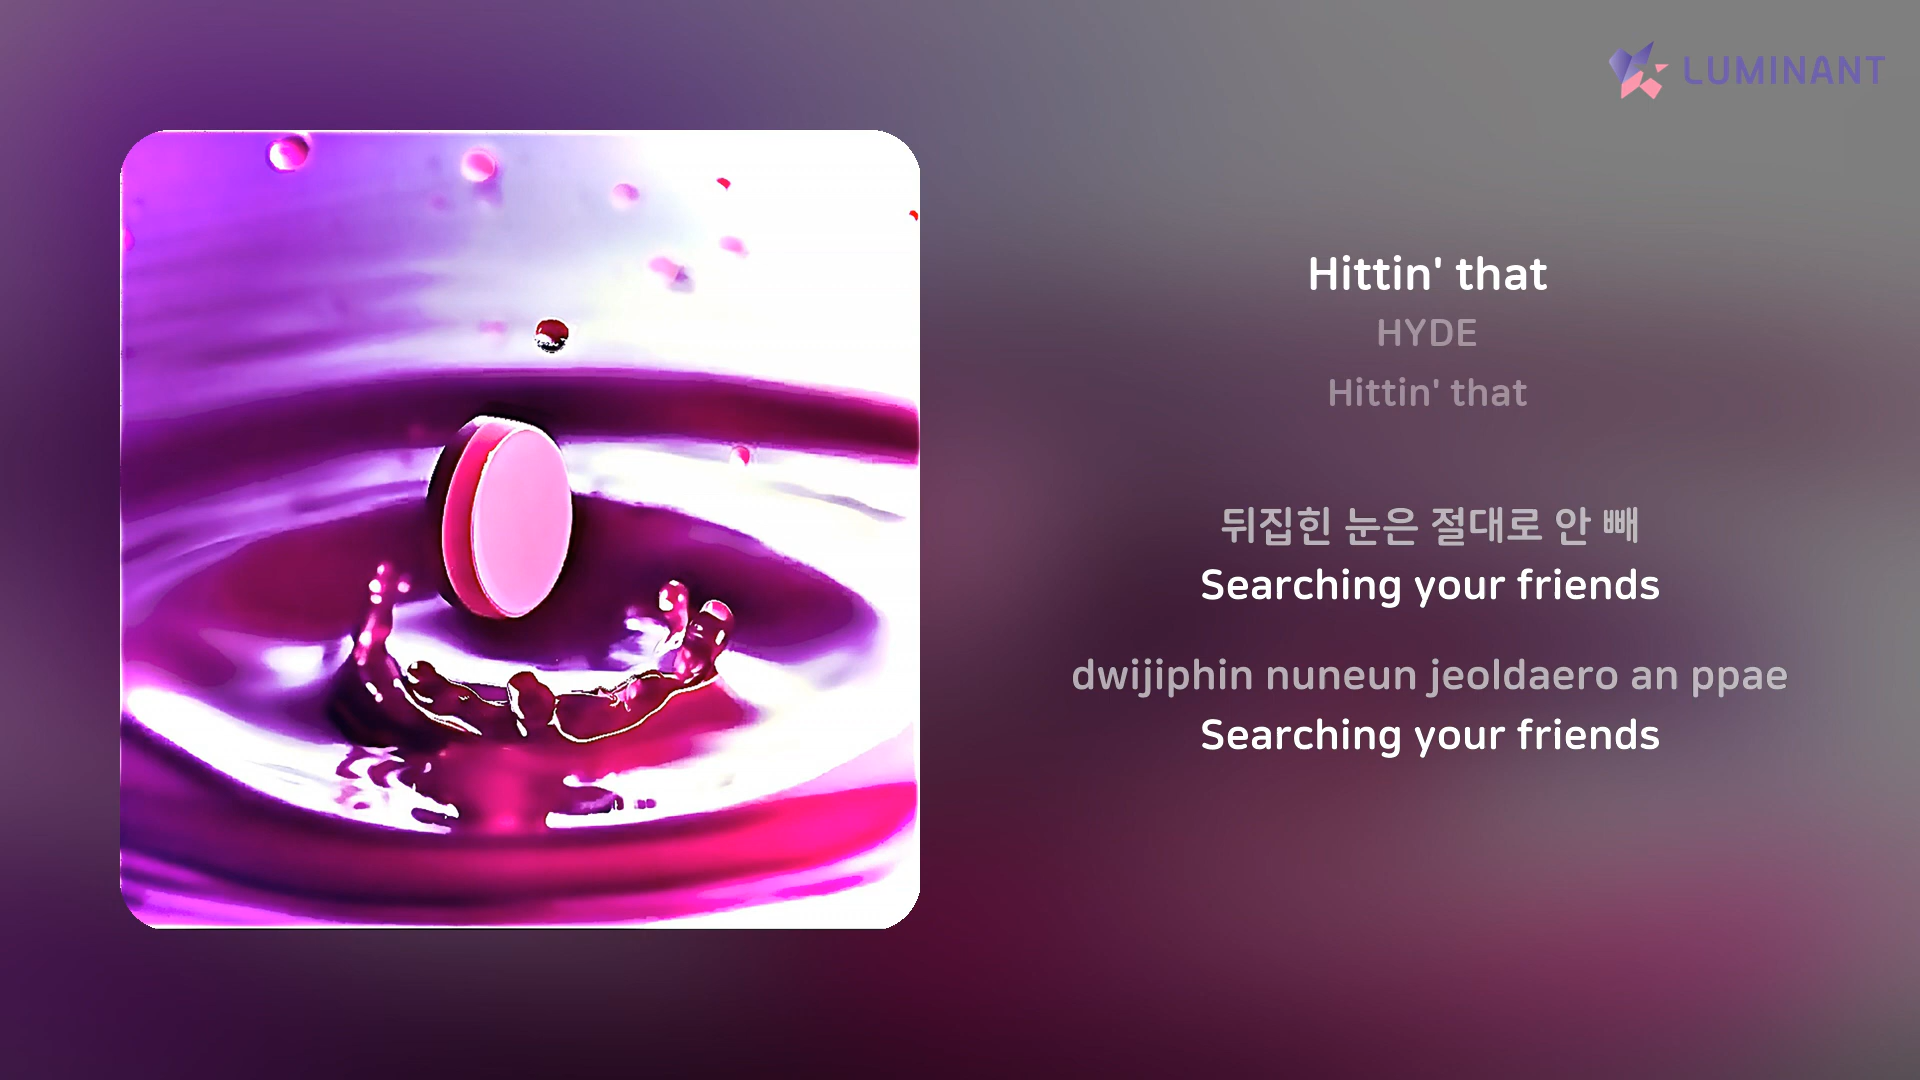 LUMINANT
Hittin' that
HYDE
Hittin' that
뒤집힌 눈은 절대로 안 빼
Searching your friends
dwijiphin nuneun jeoldaero an ppae
Searching your friends